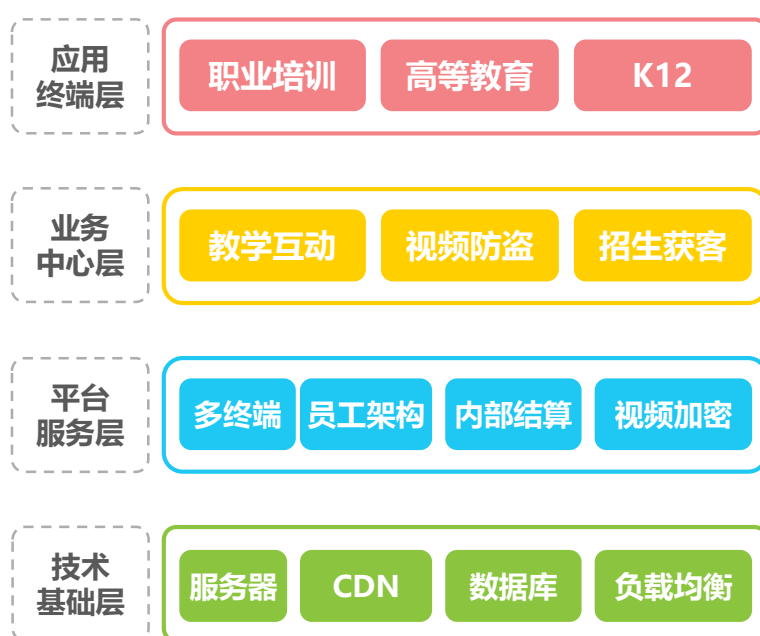 应用
终端层
职业培训 高等教育 K12
业务
中心层
教学互动 视频防盗 招生获客
平台
服务层
多终端 员工架构 内部结算 视频加密
技术
基础层
服务器 CDN 数据库 负载均衡